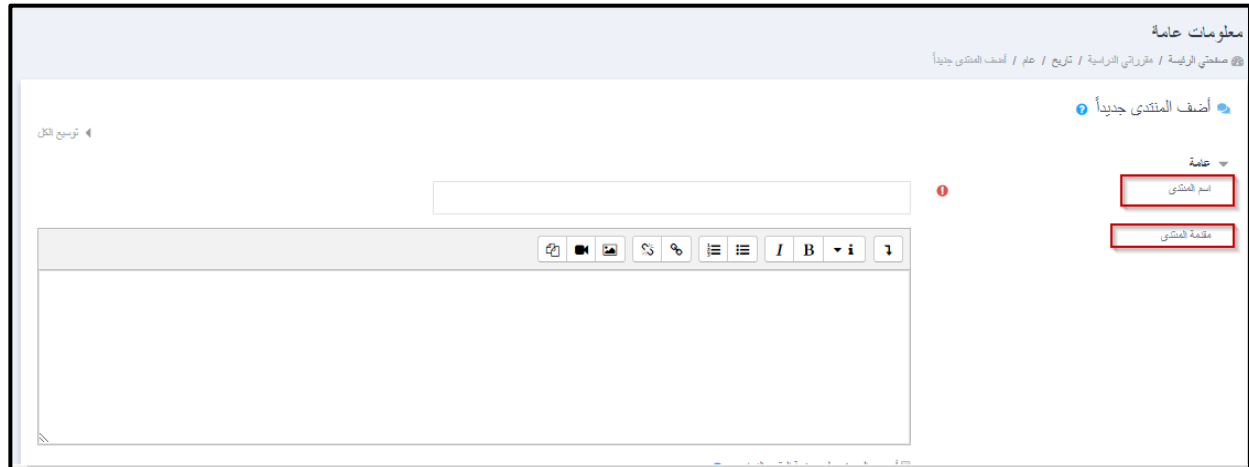 معلومات عامة
صفحتي الرئيسة / مقرراتي الدراسية / تاريخ / عام / أضف المنتدى جديداً
أضف المنتدى جديداً
توسيع الكل
عامة
اسم المنتدى
مقدمة المنتدى
B I